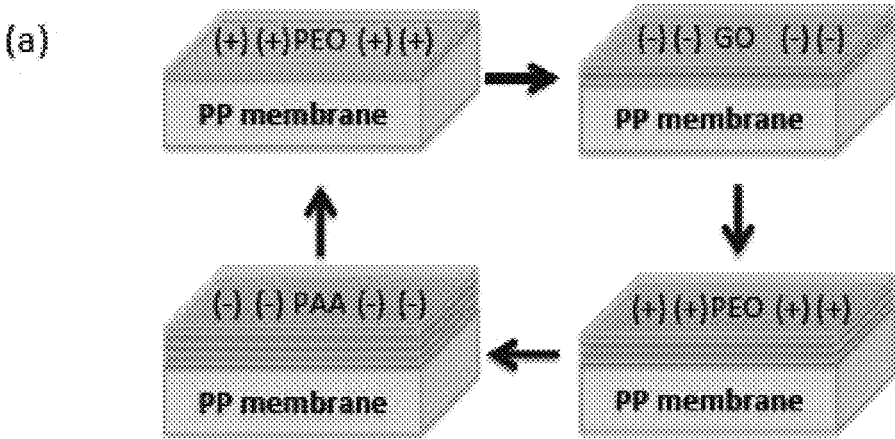 (a)
(+) (+) PEO (+) (+)
PP membrane
(-) (-) GO (-) (-)
PP membrane
(-) (-) PAA (-) (-)
PP membrane
(+) (+) PEO (+) (+)
PP membrane